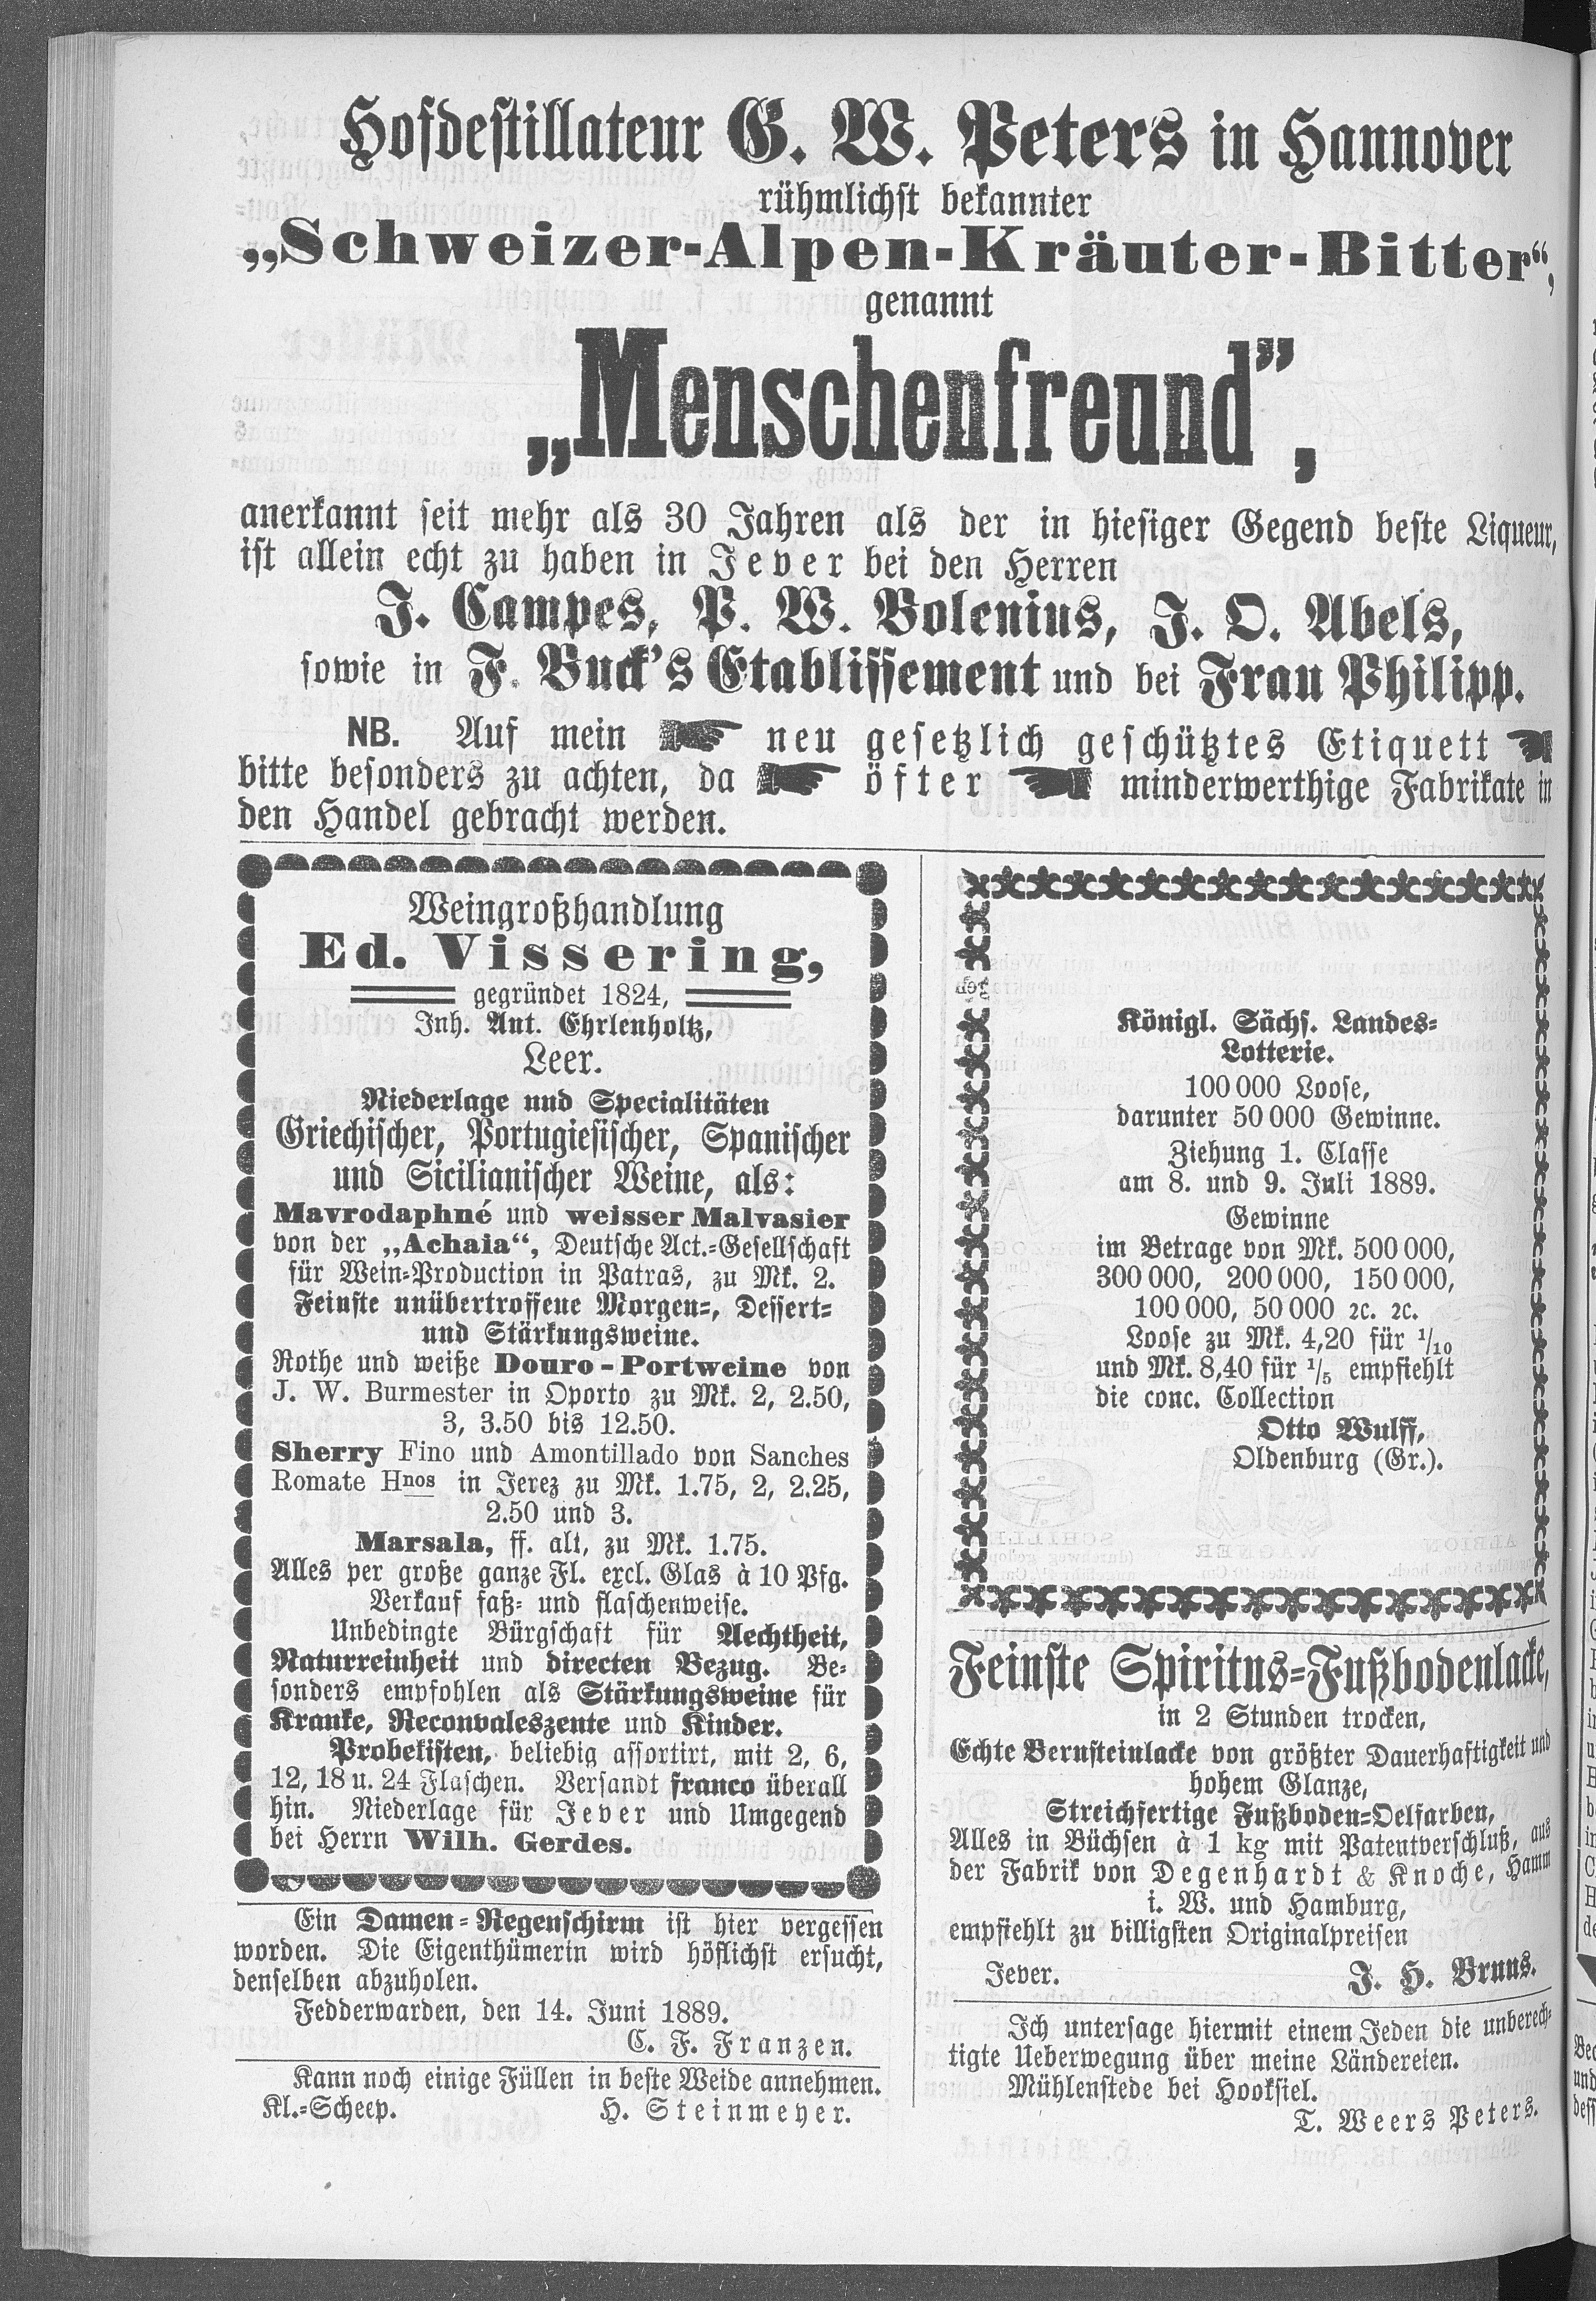 Hofdestillateur G. W. Peters in Hannover
rühmlichst bekannter
„Schweizer-Alpen-Kräuter-Bitter“,
genannt
„Menschenfreund”,
anerkannt seit mehr als 30 Jahren als der in hiesiger Gegend beste Liqueur,
ist allein echt zu haben in Jever bei den Herren
J. Campes, P. W. Bolenius, J. O. Abels,
sowie in F. Buck's Etablissement und bei Frau Philipp.
NB. Auf mein ☛ neu gesetzlich geschütztes Etiquett ☚
bitte besonders zu achten, da ☛ öfter ☚ minderwerthige Fabrikate in
den Handel gebracht werden.
Weingroßhandlung
Ed. Vissering,
gegründet 1824,
Inh. Ant. Ehrlenholtz,
Leer.
Niederlage und Specialitäten
Griechischer, Portugiesischer, Spanischer
und Sicilianischer Weine, als:
Mavrodaphné und weisser Malvasier
von der „Achaia“, Deutsche Act.-Gesellschaft
für Wein-Production in Patras, zu Mk. 2.
Feinste unübertroffene Morgen-, Dessert-
und Stärkungsweine.
Rothe und weiße Douro-Portweine von
J. W. Burmester in Oporto zu Mk. 2, 2.50,
3, 3.50 bis 12.50.
Sherry Fino und Amontillado von Sanches
Romate Hnos in Jerez zu Mk. 1.75, 2, 2.25,
2.50 und 3.
Marsala, ff. alt, zu Mk. 1.75.
Alles per große ganze Fl. excl. Glas à 10 Pfg.
Verkauf faß- und flaschenweise.
Unbedingte Bürgschaft für Aechtheit,
Naturreinheit und directen Bezug. Be-
sonders empfohlen als Stärkungsweine für
Kranke, Reconvaleszente und Kinder.
Probekisten, beliebig assortirt, mit 2, 6,
12, 18 u. 24 Flaschen. Versandt franco überall
hin. Niederlage für Jever und Umgegend
bei Herrn Wilh. Gerdes.
Ein Damen-Regenschirm ist hier vergessen
worden. Die Eigenthümerin wird höflichst ersucht,
denselben abzuholen.
Fedderwarden, den 14. Juni 1889.
C. F. Franzen.
Kann noch einige Füllen in beste Weide annehmen.
Kl.-Scheep. H. Steinmeyer.
Königl. Sächs. Landes-
Lotterie.
100 000 Loose,
darunter 50 000 Gewinne.
Ziehung 1. Classe
am 8. und 9. Juli 1889.
Gewinne
im Betrage von Mk. 500 000,
300 000, 200 000, 150 000,
100 000, 50 000 ꝛc. ꝛc.
Loose zu Mk. 4,20 für 1/10
und Mk. 8,40 für 1/5 empfiehlt
die conc. Collection
Otto Wulff,
Oldenburg (Gr.).
Feinste Spiritus-Fußbodenlacke,
in 2 Stunden trocken,
Echte Bernsteinlacke von größter Dauerhaftigkeit und
hohem Glanze,
Streichfertige Fußboden-Oelfarben,
Alles in Büchsen à 1 kg mit Patentverschluß, aus
der Fabrik von Degenhardt & Knoche, Hamm
i. W. und Hamburg,
empfiehlt zu billigsten Originalpreisen
Jever. J. H. Bruns.
Ich untersage hiermit einem Jeden die unberech-
tigte Ueberwegung über meine Ländereien.
Mühlenstede bei Hooksiel.
T. Weers Peters.